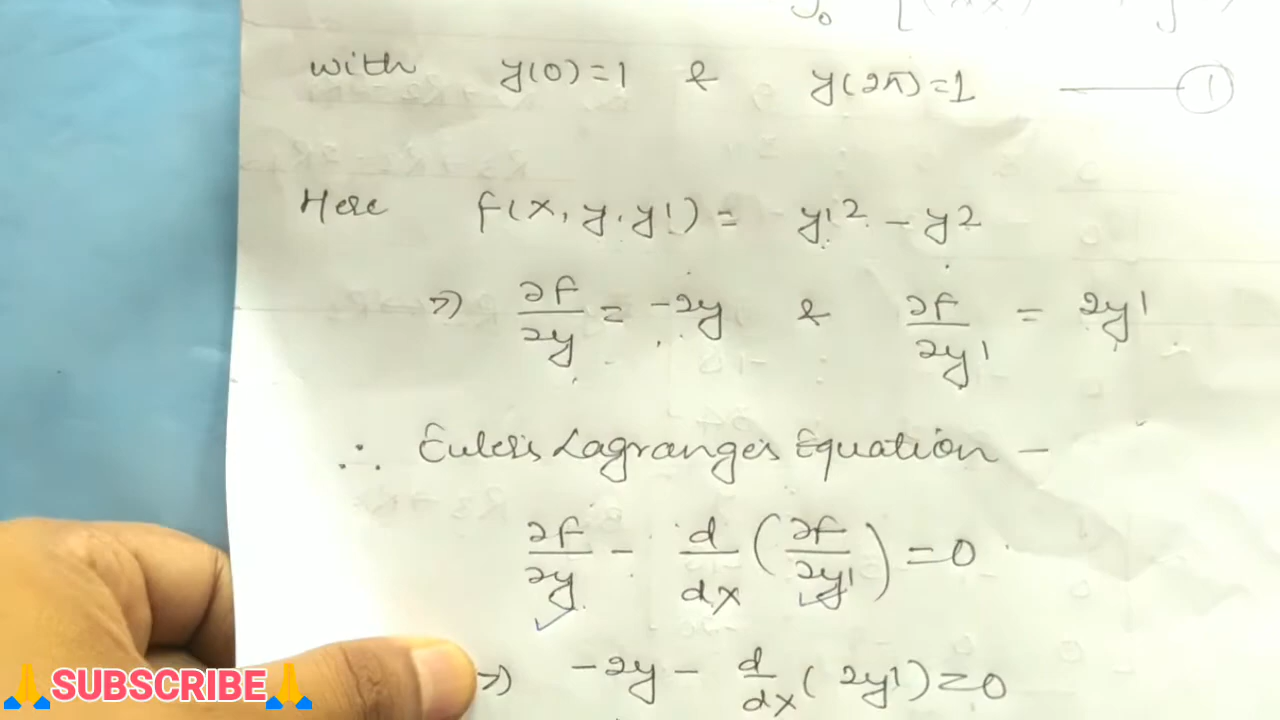 with y(0)=1 & y(2π)=1 ①
Here f(x, y, y') = y'2 - y2
⇒ ∂f/∂y = -2y & ∂f/∂y' = 2y'
∴ Euler's Lagranges Equation -
∂f/∂y - d/dx (∂f/∂y') = 0
⇒ -2y - d/dx (2y') = 0
🙏SUBSCRIBE🙏